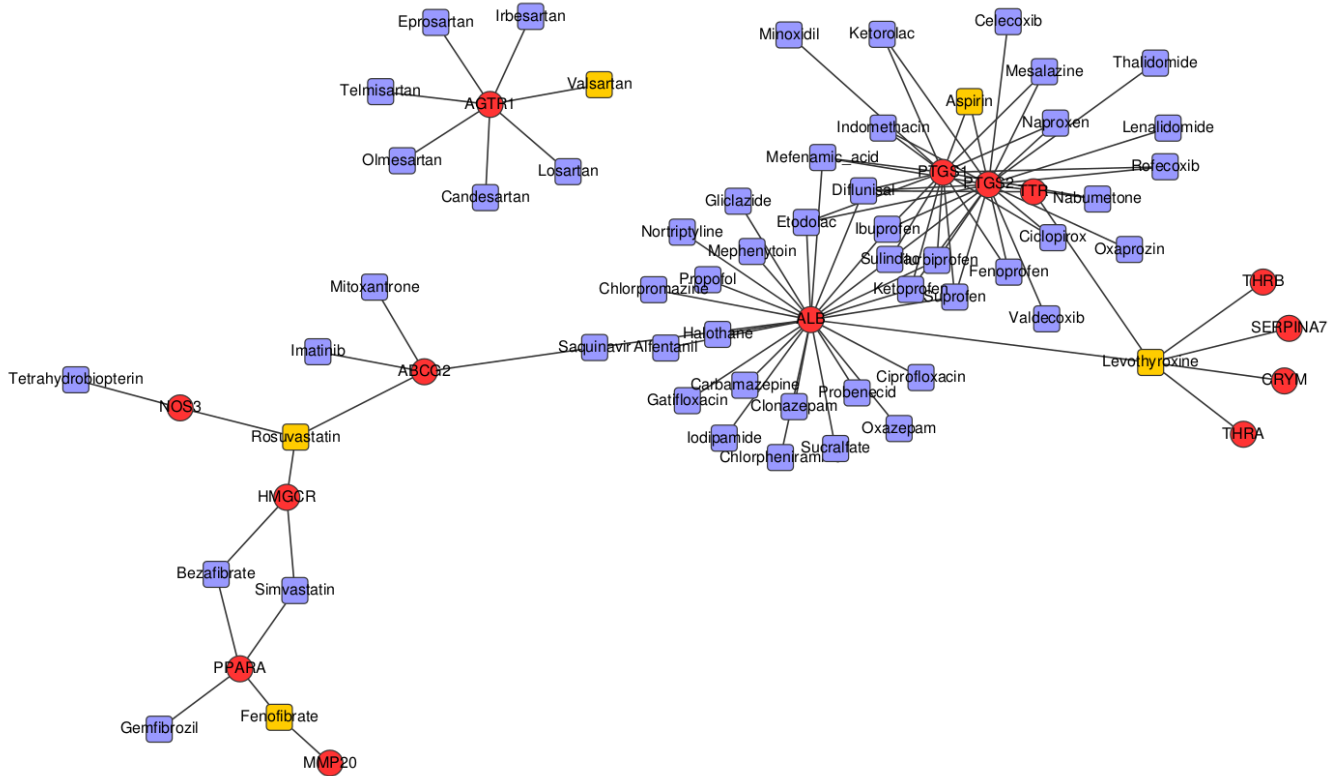 Eprosartan
Irbesartan
Telmisartan
AGTR1
Valsartan
Olmesartan
Candesartan
Losartan
Minoxidil
Ketorolac
Celecoxib
Mesalazine
Thalidomide
Aspirin
Indomethacin
Naproxen
Lenalidomide
Mefenamic_acid
PTGS1
PTGS2
TTR
Rofecoxib
Diflunisal
Nabumetone
Gliclazide
Etodolac
Ibuprofen
Nortriptyline
Mephenytoin
Ciclopirox
Oxaprozin
Sulindac
Fenoprofen
Propofol
Chlorpromazine
Ketoprofen
Suprofen
THRB
Mitoxantrone
ALB
Valdecoxib
SERPINA7
Halothane
Imatinib
Saquinavir
Alfentanil
Levothyroxine
ABCG2
Tetrahydrobiopterin
CRYM
Carbamazepine
Ciprofloxacin
NOS3
Gatifloxacin
Clonazepam
Probenecid
Rosuvastatin
Iodipamide
Oxazepam
THRA
Sucralfate
HMGCR
Bezafibrate
Simvastatin
PPARA
Gemfibrozil
Fenofibrate
MMP20